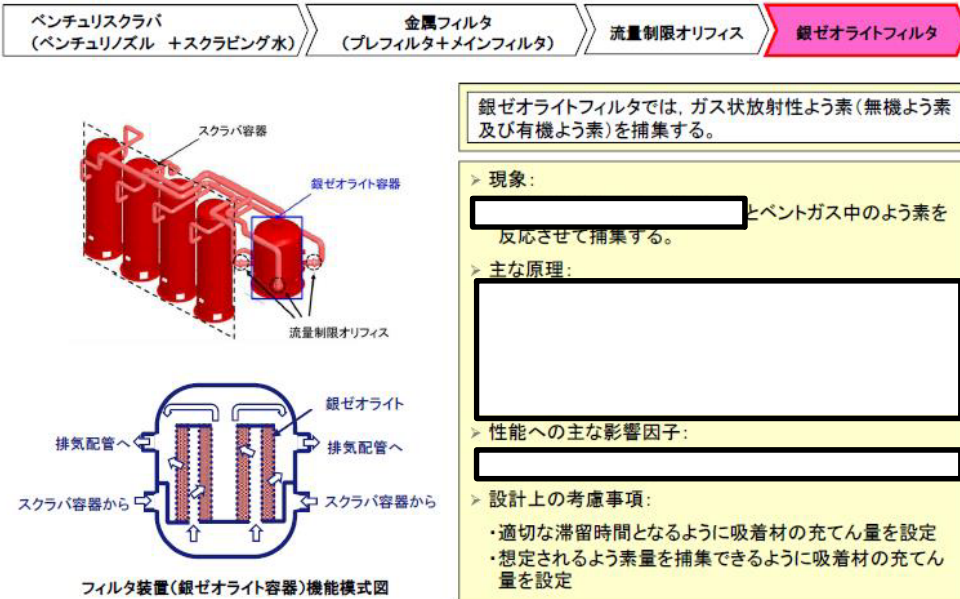 ベンチュリスクラバ
（ベンチュリノズル　＋スクラビング水）
金属フィルタ
（プレフィルタ＋メインフィルタ）
流量制限オリフィス
銀ゼオライトフィルタ
スクラバ容器
銀ゼオライト容器
流量制限オリフィス
銀ゼオライト
排気配管へ
排気配管へ
スクラバ容器から
スクラバ容器から
フィルタ装置（銀ゼオライト容器）機能模式図
銀ゼオライトフィルタでは，ガス状放射性よう素（無機よう素
及び有機よう素）を捕集する。
➢ 現象：
とベントガス中のよう素を
反応させて捕集する。
➢ 主な原理：
➢ 性能への主な影響因子：
➢ 設計上の考慮事項：
・適切な滞留時間となるように吸着材の充てん量を設定
・想定されるよう素量を捕集できるように吸着材の充てん
量を設定